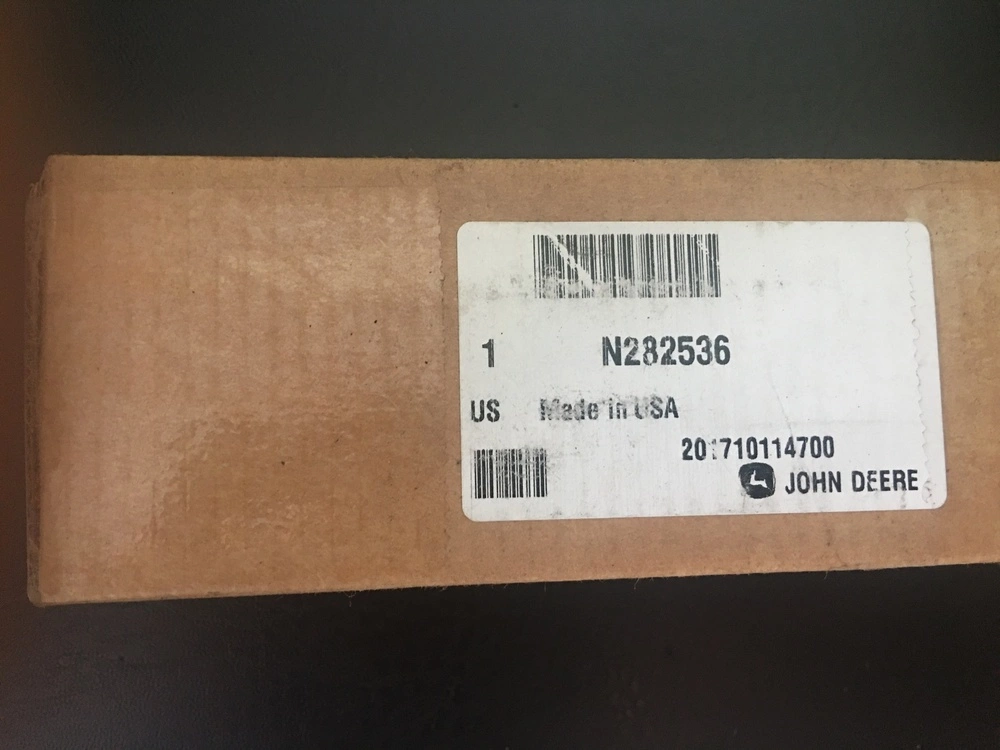 1 N282536
US Made in USA
201710114700
JOHN DEERE